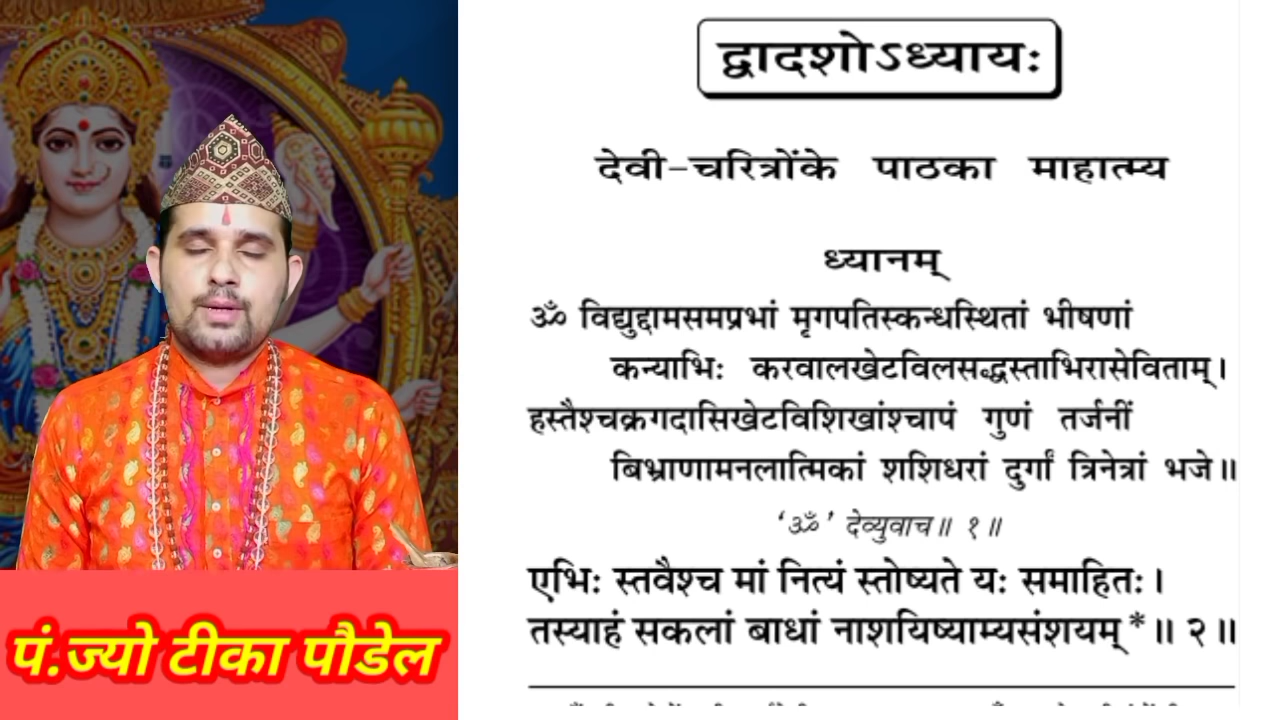 द्वादशोऽध्यायः
देवी-चरित्रोंके पाठका माहात्म्य
ध्यानम्
ॐ विद्युद्दामसमप्रभां मृगपतिस्कन्धस्थितां भीषणां
कन्याभिः करवालखेटविलसद्धस्ताभिरासेविताम्।
हस्तैश्चक्रगदासिखेटविशिखांश्चापं गुणं तर्जनीं
बिभ्राणामनलात्मिकां शशिधरां दुर्गां त्रिनेत्रां भजे॥
‘ॐ’ देव्युवाच॥ १॥
एभिः स्तवैश्च मां नित्यं स्तोष्यते यः समाहितः।
तस्याहं सकलां बाधां नाशयिष्याम्यसंशयम्*॥ २॥
पं.ज्यो टीका पौडेल